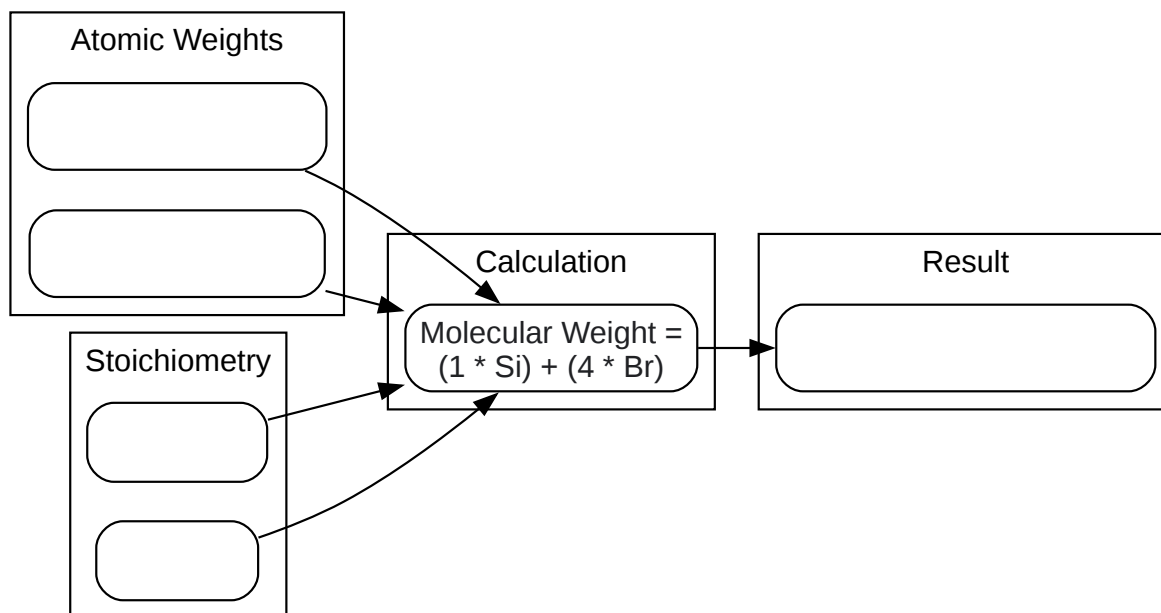 Atomic Weights
Stoichiometry
Calculation
Molecular Weight =
(1 * Si) + (4 * Br)
Result